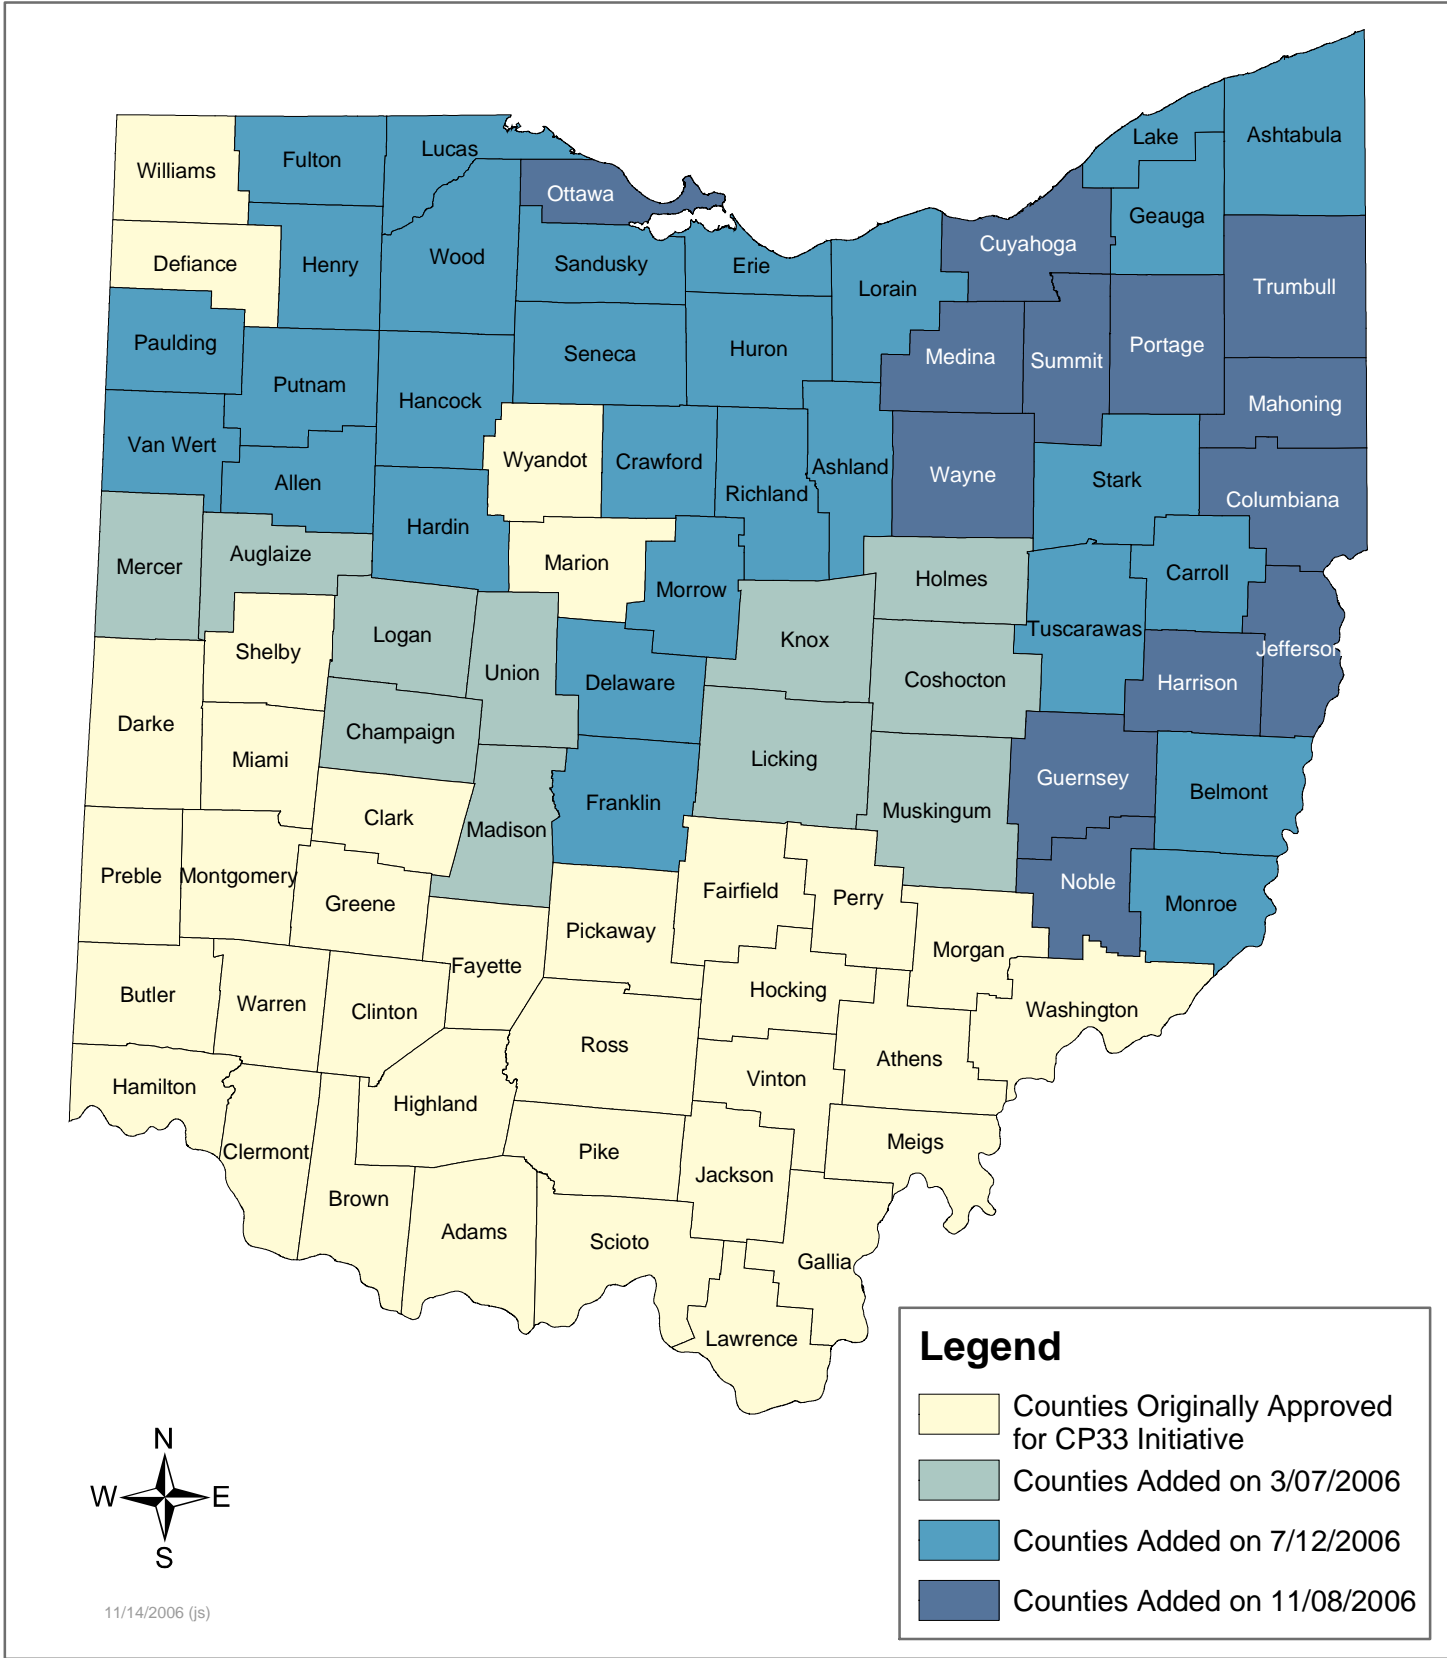 Lake
Ashtabula
Lucas
Fulton
Williams
Ottawa
Geauga
Cuyahoga
Defiance
Henry
Wood
Sandusky
Erie
Lorain
Trumbull
Paulding
Seneca
Huron
Medina
Summit
Portage
Putnam
Hancock
Mahoning
Van Wert
Wyandot
Crawford
Ashland
Allen
Richland
Wayne
Stark
Columbiana
Hardin
Auglaize
Mercer
Marion
Morrow
Holmes
Carroll
Logan
Knox
Tuscarawas
Shelby
Union
Delaware
Coshocton
Harrison
Jefferson
Darke
Champaign
Miami
Licking
Guernsey
Belmont
Clark
Madison
Franklin
Muskingum
Preble
Montgomery
Greene
Fairfield
Perry
Noble
Monroe
Pickaway
Morgan
Fayette
Butler
Warren
Clinton
Hocking
Washington
Ross
Athens
Vinton
Hamilton
Highland
Clermont
Pike
Meigs
Jackson
Brown
Adams
Scioto
Gallia
Lawrence
Legend
Counties Originally Approved
for CP33 Initiative
Counties Added on 3/07/2006
Counties Added on 7/12/2006
Counties Added on 11/08/2006
N
W E
S
11/14/2006 (js)